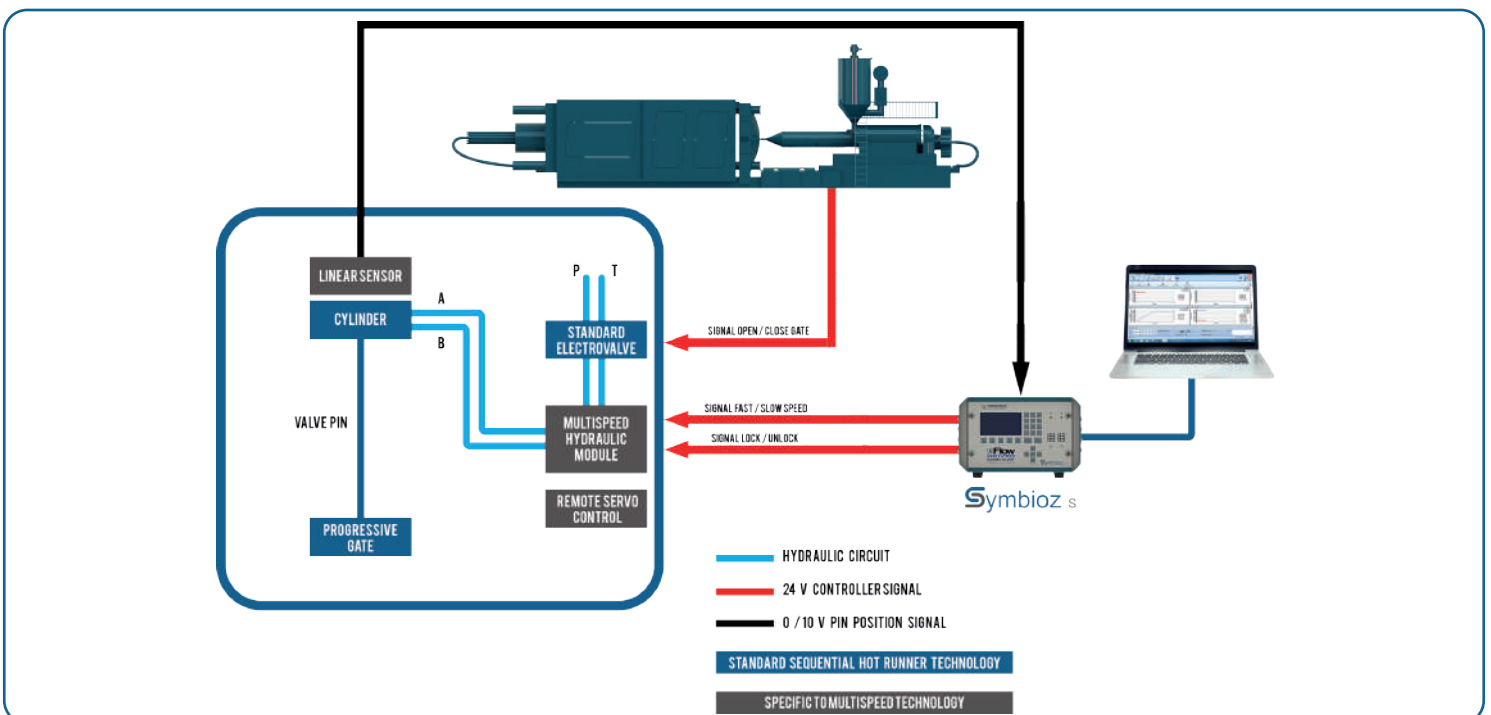 LINEAR SENSOR
CYLINDER
A
B
VALVE PIN
PROGRESSIVE
GATE
P T
STANDARD
ELECTROVALVE
MULTISPEED
HYDRAULIC
MODULE
REMOTE SERVO
CONTROL
SIGNAL OPEN / CLOSE GATE
SIGNAL FAST / SLOW SPEED
SIGNAL LOCK / UNLOCK
Symbioz s
HYDRAULIC CIRCUIT
24 V CONTROLLER SIGNAL
0 / 10 V PIN POSITION SIGNAL
STANDARD SEQUENTIAL HOT RUNNER TECHNOLOGY
SPECIFIC TO MULTISPEED TECHNOLOGY